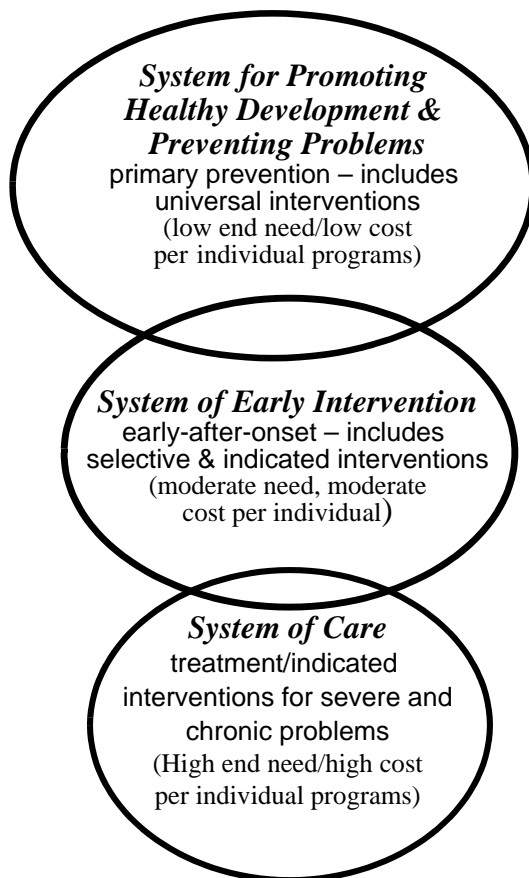 System for Promoting
Healthy Development &
Preventing Problems
primary prevention – includes
universal interventions
(low end need/low cost
per individual programs)
System of Early Intervention
early-after-onset – includes
selective & indicated interventions
(moderate need, moderate
cost per individual)
System of Care
treatment/indicated
interventions for severe and
chronic problems
(High end need/high cost
per individual programs)